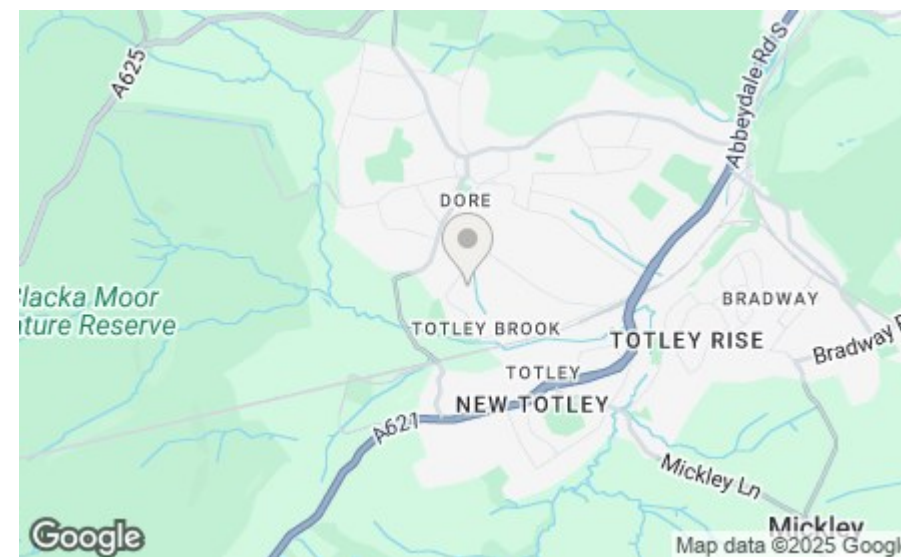 A625
Abbeydale Rd S
DORE
lacka Moor
ature Reserve
BRADWAY
TOTLEY BROOK
TOTLEY RISE
Bradway
TOTLEY
NEW TOTLEY
A621
Mickley Ln
Mickley
Google
Map data ©2025 Googl